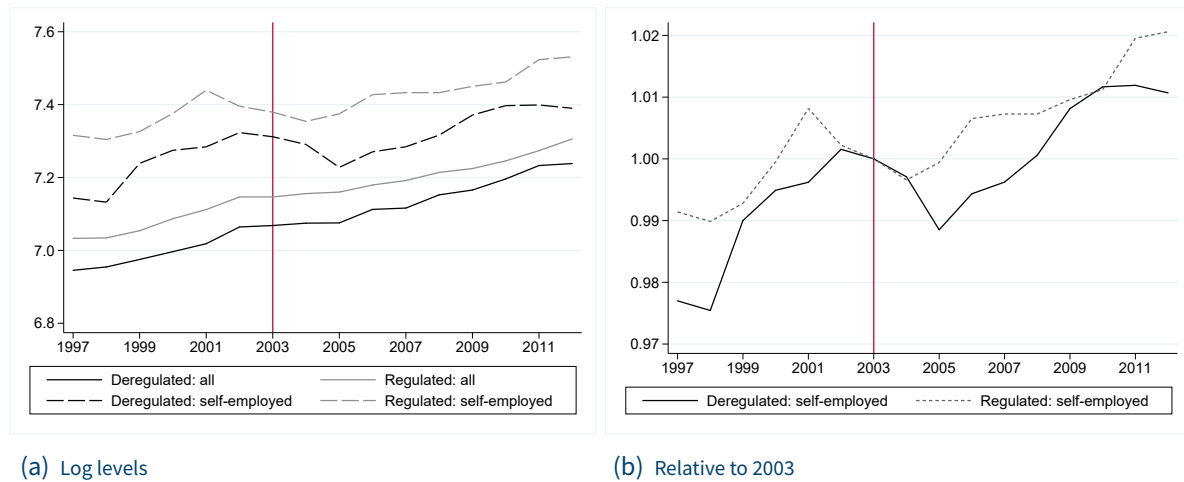 7.6
7.4
7.2
7.0
6.8
1997 1999 2001 2003 2005 2007 2009 2011
Deregulated: all Regulated: all
Deregulated: self-employed Regulated: self-employed
(a) Log levels
1.02
1.01
1.00
0.99
0.98
0.97
1997 1999 2001 2003 2005 2007 2009 2011
Deregulated: self-employed Regulated: self-employed
(b) Relative to 2003